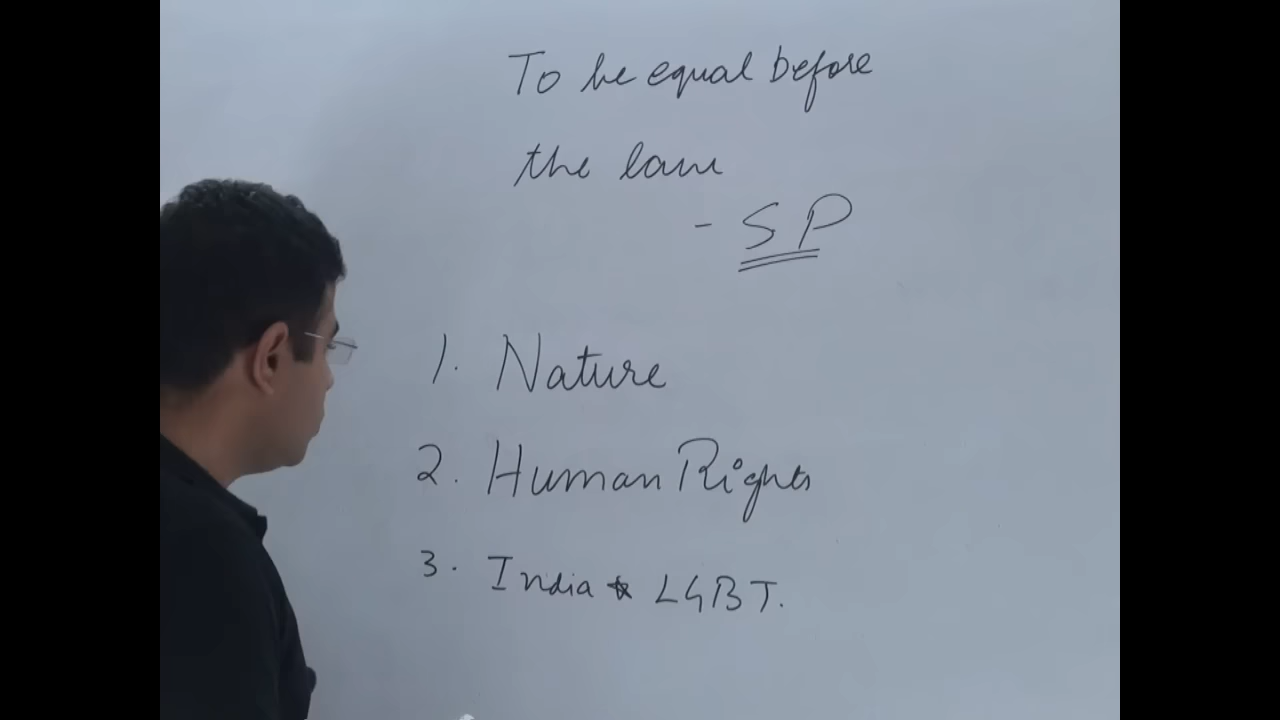 To be equal before
the law
- SP
1. Nature
2. Human Rights
3. India LGBT.